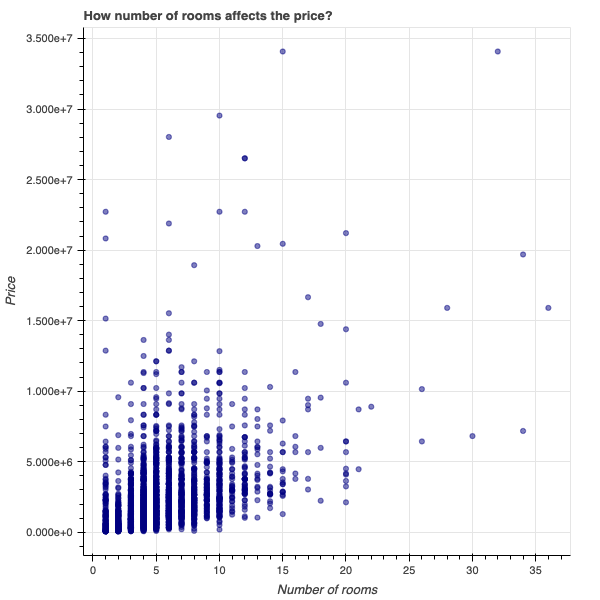 How number of rooms affects the price?
3.500e+7
3.000e+7
2.500e+7
2.000e+7
1.500e+7
1.000e+7
5.000e+6
0.000e+0
Price
0 5 10 15 20 25 30 35
Number of rooms